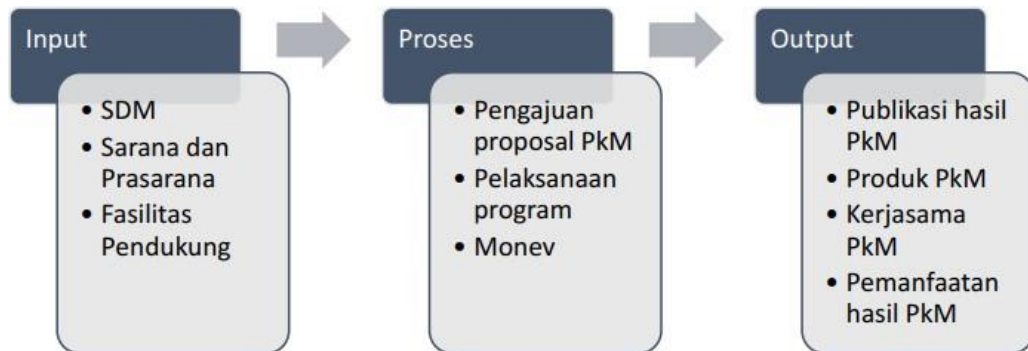 Input
• SDM
• Sarana dan
Prasarana
• Fasilitas
Pendukung
Proses
• Pengajuan
proposal PkM
• Pelaksanaan
program
• Monev
Output
• Publikasi hasil
PkM
• Produk PkM
• Kerjasama
PkM
• Pemanfaatan
hasil PkM